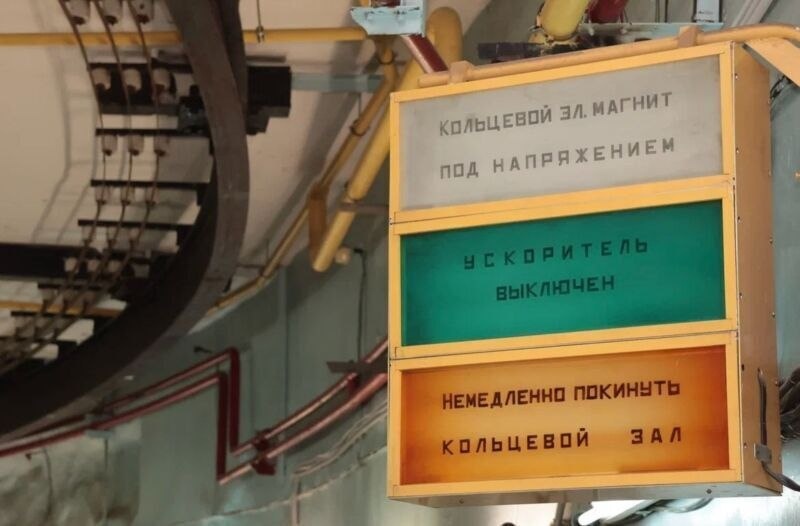 КОЛЬЦЕВОЙ ЭЛ. МАГНИТ
ПОД НАПРЯЖЕНИЕМ
УСКОРИТЕЛЬ
ВЫКЛЮЧЕН
НЕМЕДЛЕННО ПОКИНУТЬ
КОЛЬЦЕВОЙ ЗАЛ